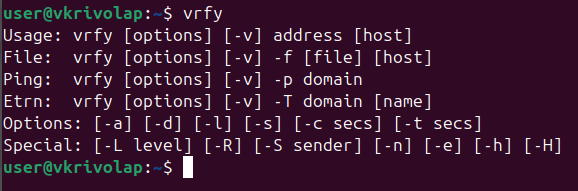 user@vkrivolap:~$ vrfy
Usage: vrfy [options] [-v] address [host]
File:  vrfy [options] [-v] -f [file] [host]
Ping:  vrfy [options] [-v] -p domain
Etrn:  vrfy [options] [-v] -T domain [name]
Options: [-a] [-d] [-l] [-s] [-c secs] [-t secs]
Special: [-L level] [-R] [-S sender] [-n] [-e] [-h] [-H]
user@vkrivolap:~$